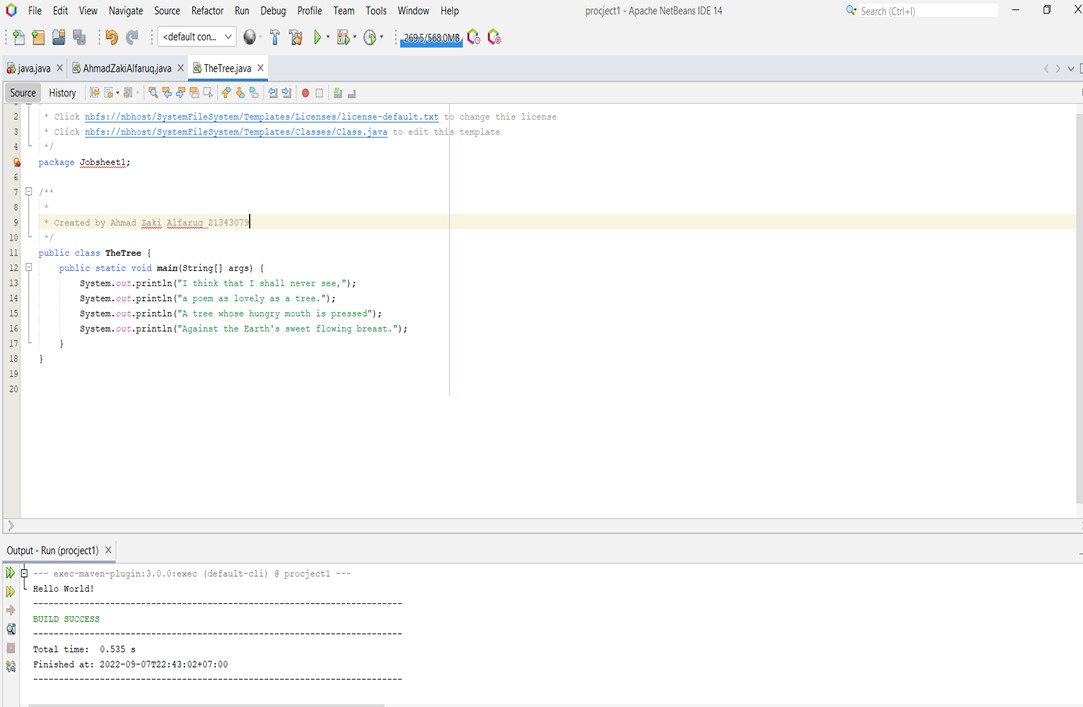 File Edit View Navigate Source Refactor Run Debug Profile Team Tools Window Help procject1 - Apache NetBeans IDE 14 Search (Ctrl+I)
<default con... 269.5/568.0MB
java.java AhmadZakiAlfaruq.java TheTree.java
Source History
2 * Click nbfs://nbhost/SystemFileSystem/Templates/Licenses/license-default.txt to change this license
3 * Click nbfs://nbhost/SystemFileSystem/Templates/Classes/Class.java to edit this template
4 */
package Jobsheet1;
6
7 /**
8 *
9 * Created by Ahmad Zaki Alfaruq 21343079
10 */
11 public class TheTree {
12 public static void main(String[] args) {
13 System.out.println("I think that I shall never see,");
14 System.out.println("a poem as lovely as a tree.");
15 System.out.println("A tree whose hungry mouth is pressed");
16 System.out.println("Against the Earth's sweet flowing breast.");
17 }
18 }
19
20
Output - Run (procject1)
--- exec-maven-plugin:3.0.0:exec (default-cli) @ procject1 ---
Hello World!
------------------------------------------------------------------------
BUILD SUCCESS
------------------------------------------------------------------------
Total time: 0.535 s
Finished at: 2022-09-07T22:43:02+07:00
------------------------------------------------------------------------